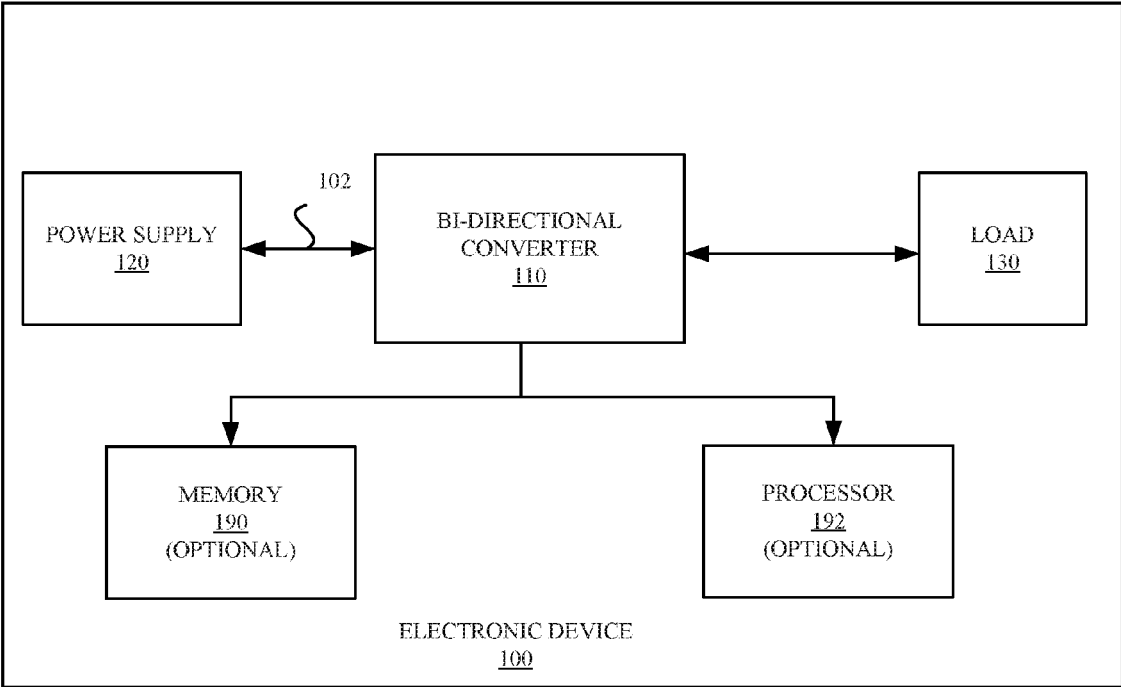 102
POWER SUPPLY
120
BI-DIRECTIONAL
CONVERTER
110
LOAD
130
MEMORY
190
(OPTIONAL)
PROCESSOR
192
(OPTIONAL)
ELECTRONIC DEVICE
100